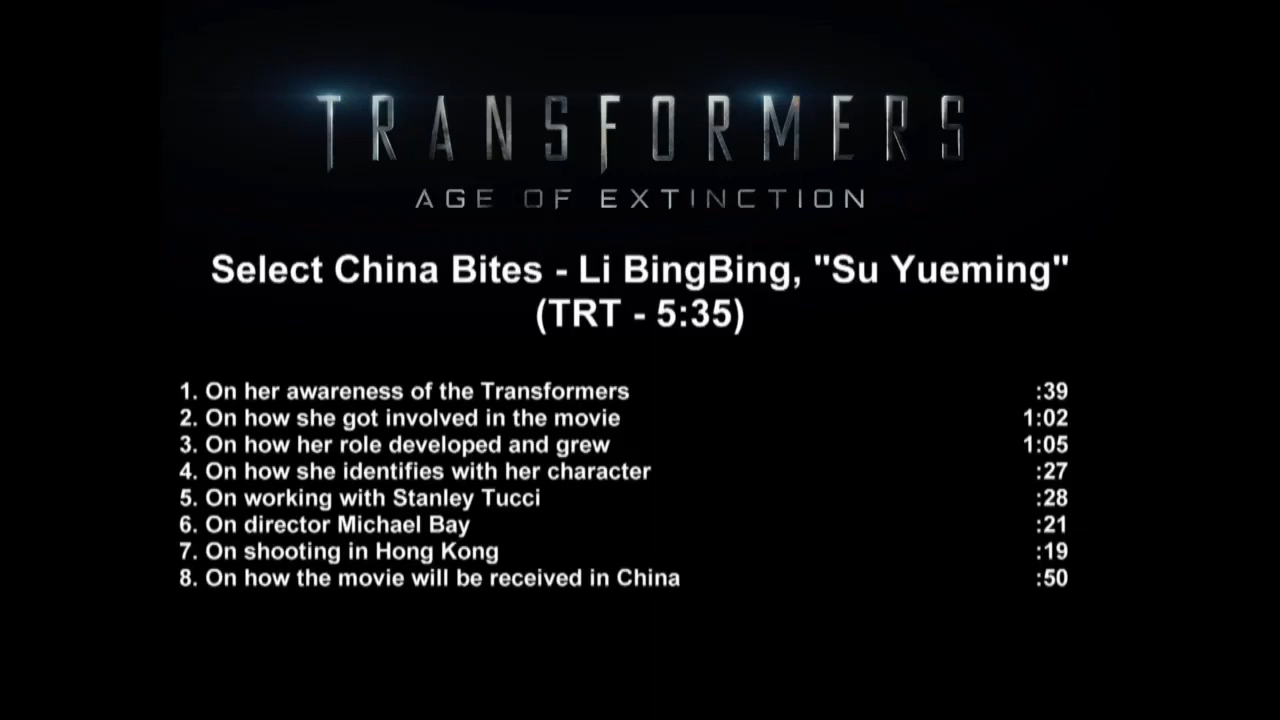 TRANSFORMERS
AGE OF EXTINCTION
Select China Bites - Li BingBing, "Su Yueming"
(TRT - 5:35)
1. On her awareness of the Transformers :39
2. On how she got involved in the movie 1:02
3. On how her role developed and grew 1:05
4. On how she identifies with her character :27
5. On working with Stanley Tucci :28
6. On director Michael Bay :21
7. On shooting in Hong Kong :19
8. On how the movie will be received in China :50